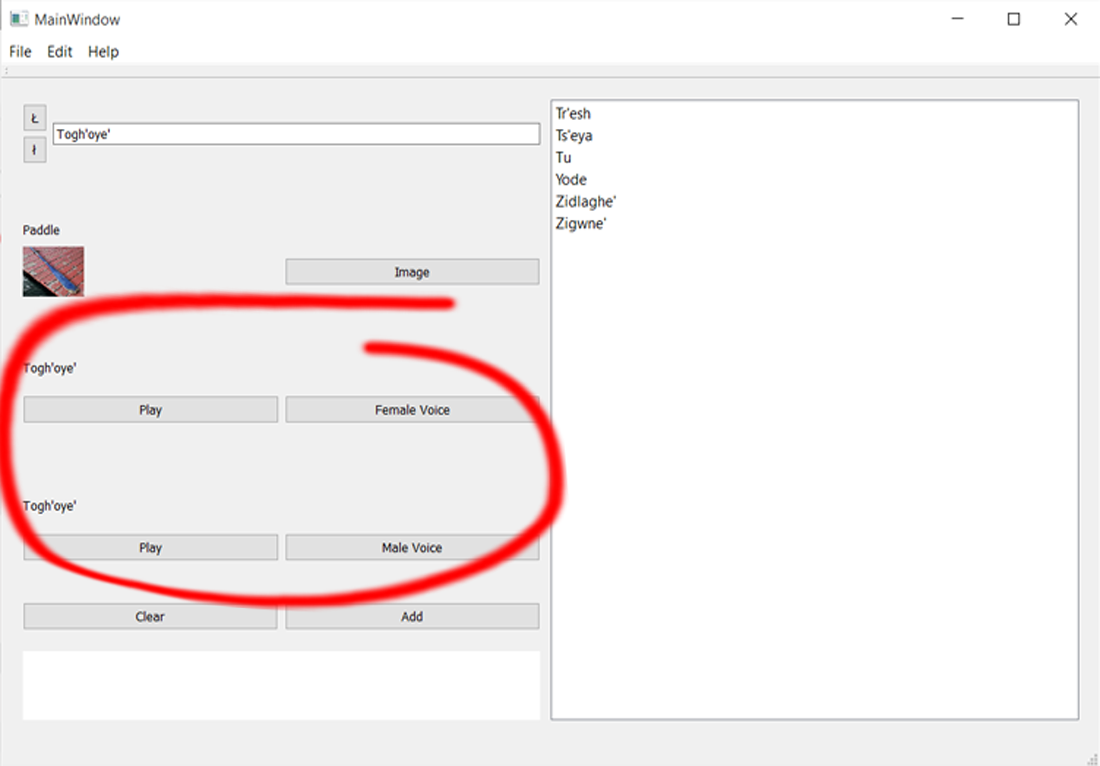 MainWindow
File Edit Help
Ł
Togh'oye'
ł
Paddle
Image
Togh'oye'
Play Female Voice
Togh'oye'
Play Male Voice
Clear Add
Tr'esh
Ts'eya
Tu
Yode
Zidlaghe'
Zigwne'